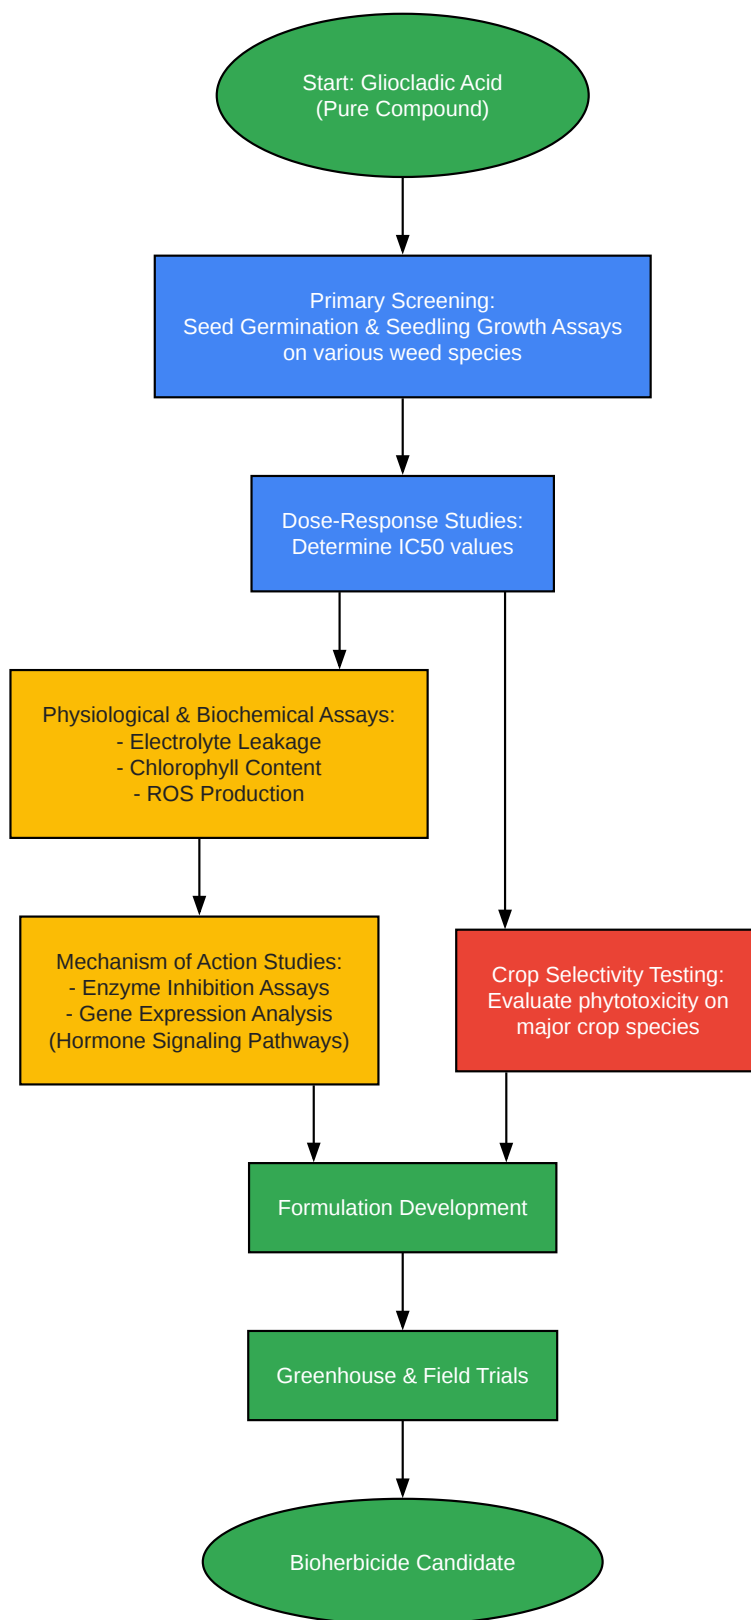 Start: Gliocladic Acid
(Pure Compound)
Primary Screening:
Seed Germination & Seedling Growth Assays
on various weed species
Dose-Response Studies:
Determine IC50 values
Physiological & Biochemical Assays:
- Electrolyte Leakage
- Chlorophyll Content
- ROS Production
Mechanism of Action Studies:
- Enzyme Inhibition Assays
- Gene Expression Analysis
(Hormone Signaling Pathways)
Crop Selectivity Testing:
Evaluate phytotoxicity on
major crop species
Formulation Development
Greenhouse & Field Trials
Bioherbicide Candidate